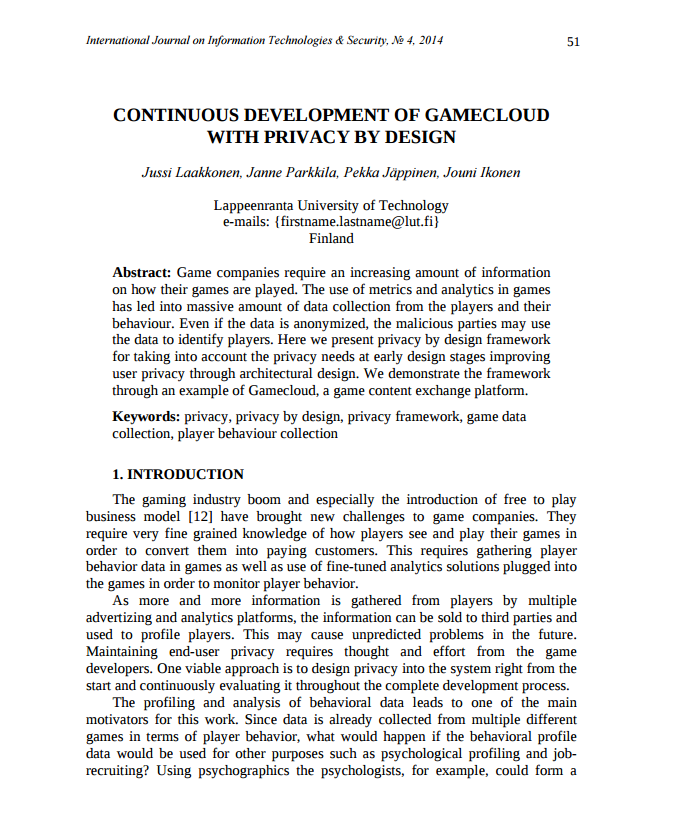 International Journal on Information Technologies & Security, № 4, 2014 51
CONTINUOUS DEVELOPMENT OF GAMECLOUD
WITH PRIVACY BY DESIGN
Jussi Laakkonen, Janne Parkkila, Pekka Jäppinen, Jouni Ikonen
Lappeenranta University of Technology
e-mails: {firstname.lastname@lut.fi}
Finland
Abstract: Game companies require an increasing amount of information
on how their games are played. The use of metrics and analytics in games
has led into massive amount of data collection from the players and their
behaviour. Even if the data is anonymized, the malicious parties may use
the data to identify players. Here we present privacy by design framework
for taking into account the privacy needs at early design stages improving
user privacy through architectural design. We demonstrate the framework
through an example of Gamecloud, a game content exchange platform.
Keywords: privacy, privacy by design, privacy framework, game data
collection, player behaviour collection
1. INTRODUCTION
The gaming industry boom and especially the introduction of free to play
business model [12] have brought new challenges to game companies. They
require very fine grained knowledge of how players see and play their games in
order to convert them into paying customers. This requires gathering player
behavior data in games as well as use of fine-tuned analytics solutions plugged into
the games in order to monitor player behavior.
As more and more information is gathered from players by multiple
advertizing and analytics platforms, the information can be sold to third parties and
used to profile players. This may cause unpredicted problems in the future.
Maintaining end-user privacy requires thought and effort from the game
developers. One viable approach is to design privacy into the system right from the
start and continuously evaluating it throughout the complete development process.
The profiling and analysis of behavioral data leads to one of the main
motivators for this work. Since data is already collected from multiple different
games in terms of player behavior, what would happen if the behavioral profile
data would be used for other purposes such as psychological profiling and job-
recruiting? Using psychographics the psychologists, for example, could form a